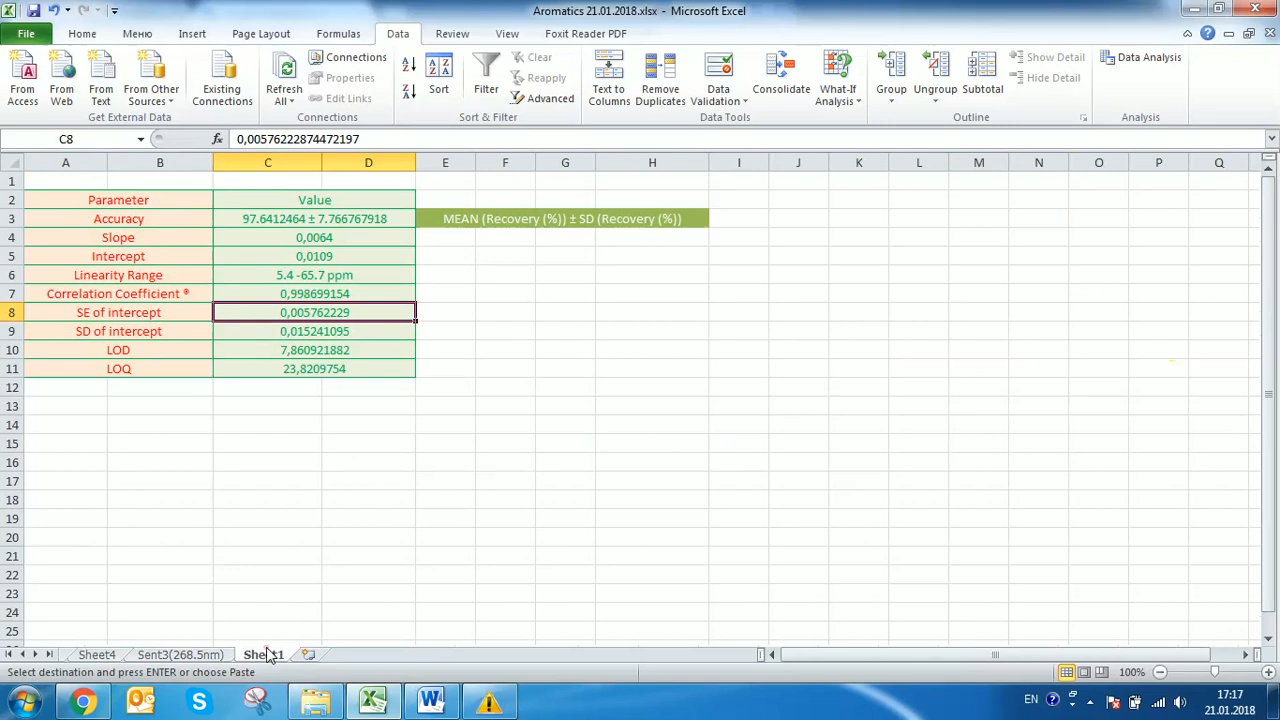 Aromatics 21.01.2018.xlsx - Microsoft Excel
File Home Меню Insert Page Layout Formulas Data Review View Foxit Reader PDF
From Access
From Web
From Text
From Other Sources
Get External Data
Existing Connections
Refresh All
Connections
Properties
Edit Links
Connections
Sort
Filter
Clear
Reapply
Advanced
Sort & Filter
Text to Columns
Remove Duplicates
Data Validation
Consolidate
What-If Analysis
Data Tools
Group
Ungroup
Subtotal
Show Detail
Hide Detail
Outline
Data Analysis
Analysis
C8 fx 0,00576222874472197
A B C D E F G H I J K L M N O P Q
1
2 Parameter Value
3 Accuracy 97.6412464 ± 7.766767918 MEAN (Recovery (%)) ± SD (Recovery (%))
4 Slope 0,0064
5 Intercept 0,0109
6 Linearity Range 5.4 -65.7 ppm
7 Correlation Coefficient ® 0,998699154
8 SE of intercept 0,005762229
9 SD of intercept 0,015241095
10 LOD 7,860921882
11 LOQ 23,8209754
12
13
14
15
16
17
18
19
20
21
22
23
24
25
Sheet4 Sent3(268.5nm) Sheet1
Select destination and press ENTER or choose Paste 100%
EN 17:17
21.01.2018